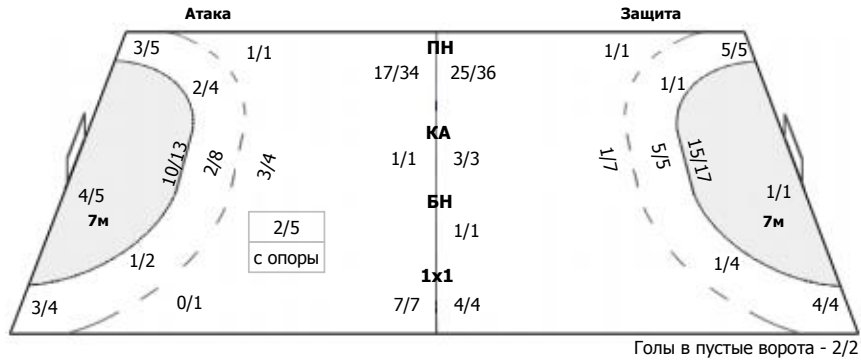 Атака Защита
3/5 1/1 ПН 1/1 5/5
2/4 17/34 25/36 1/1
КА
10/13 2/8 3/4 1/1 3/3 1/7 5/5 15/17
4/5 1/1
7м БН 7м
2/5 1/1
с опоры
1/2 1/4
1x1
3/4 0/1 7/7 4/4 4/4
Голы в пустые ворота - 2/2